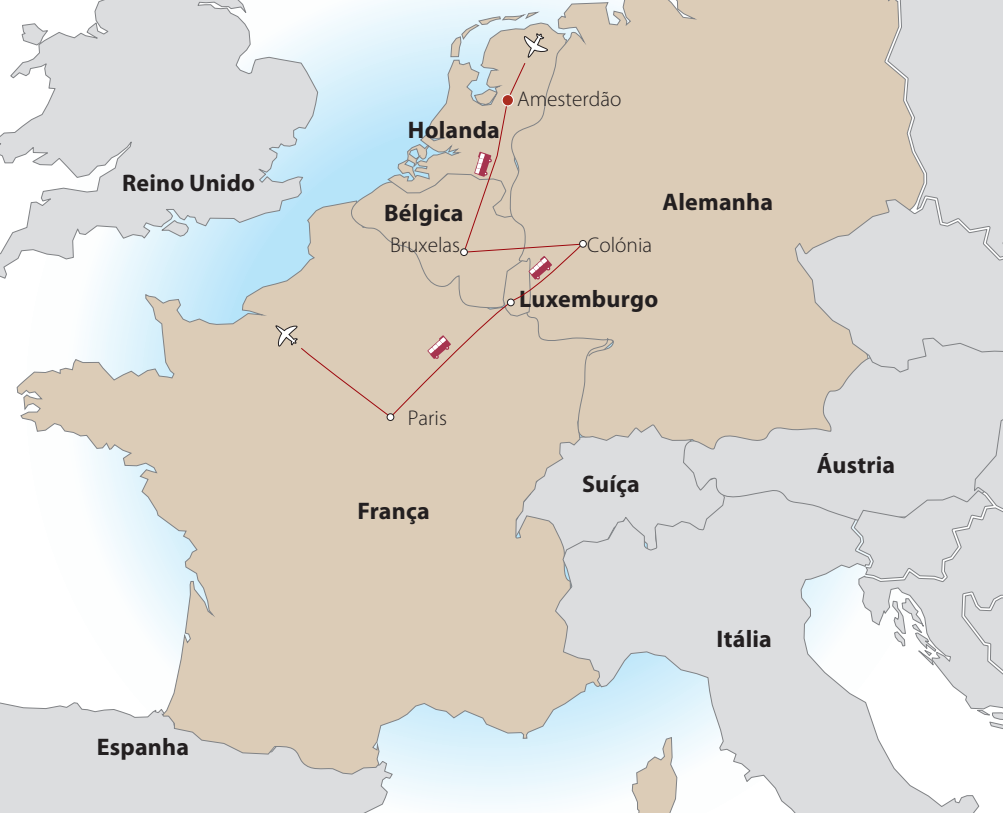 Amesterdão
Holanda
Reino Unido
Alemanha
Bélgica
Bruxelas
Colónia
Luxemburgo
Paris
Áustria
Suíça
França
Itália
Espanha